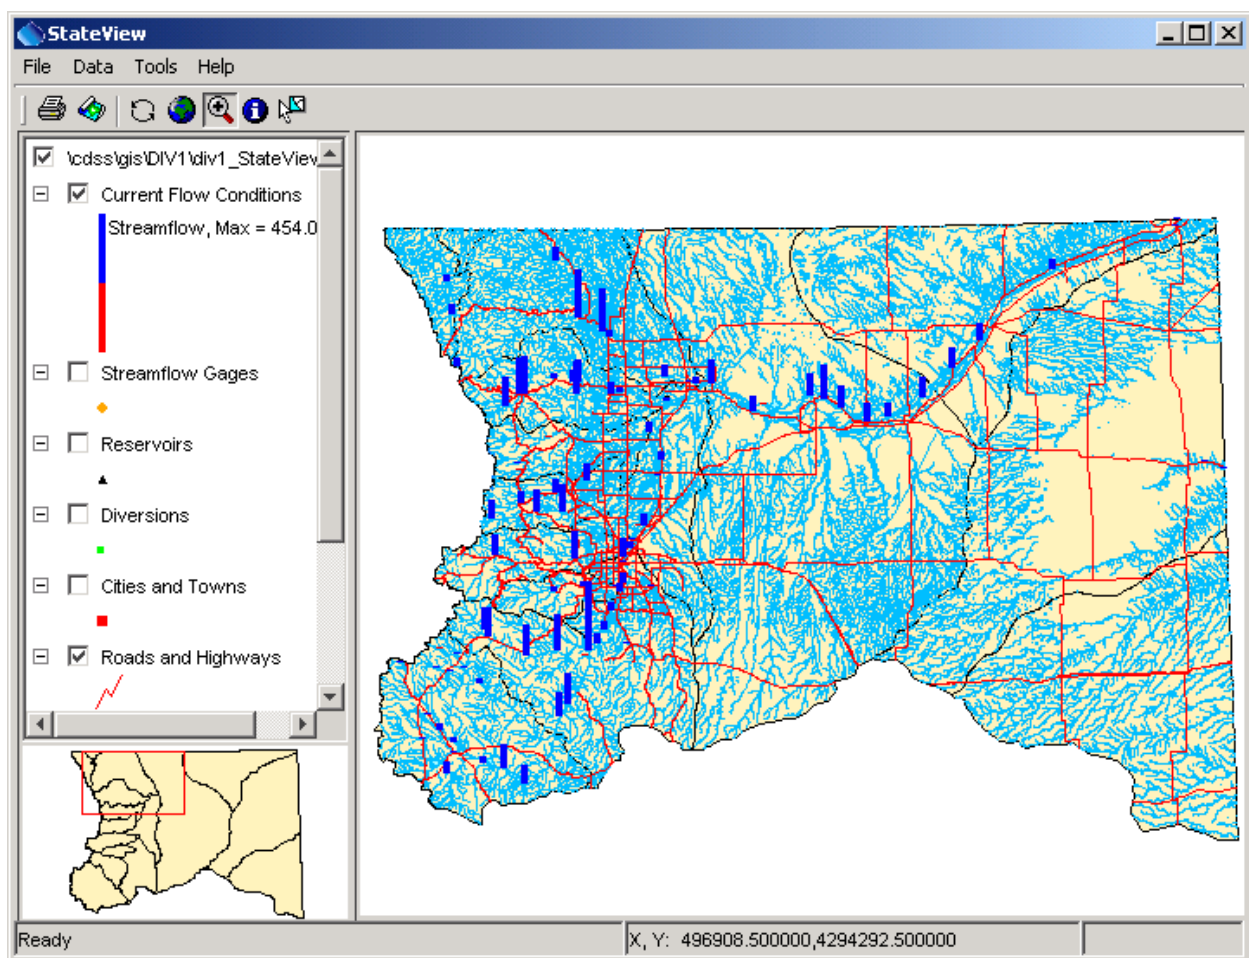 StateView
File Data Tools Help
\cdss\gis\DIV1\div1_StateView
Current Flow Conditions
Streamflow, Max = 454.0
Streamflow Gages
Reservoirs
Diversions
Cities and Towns
Roads and Highways
Ready
X, Y: 496908.500000,4294292.500000